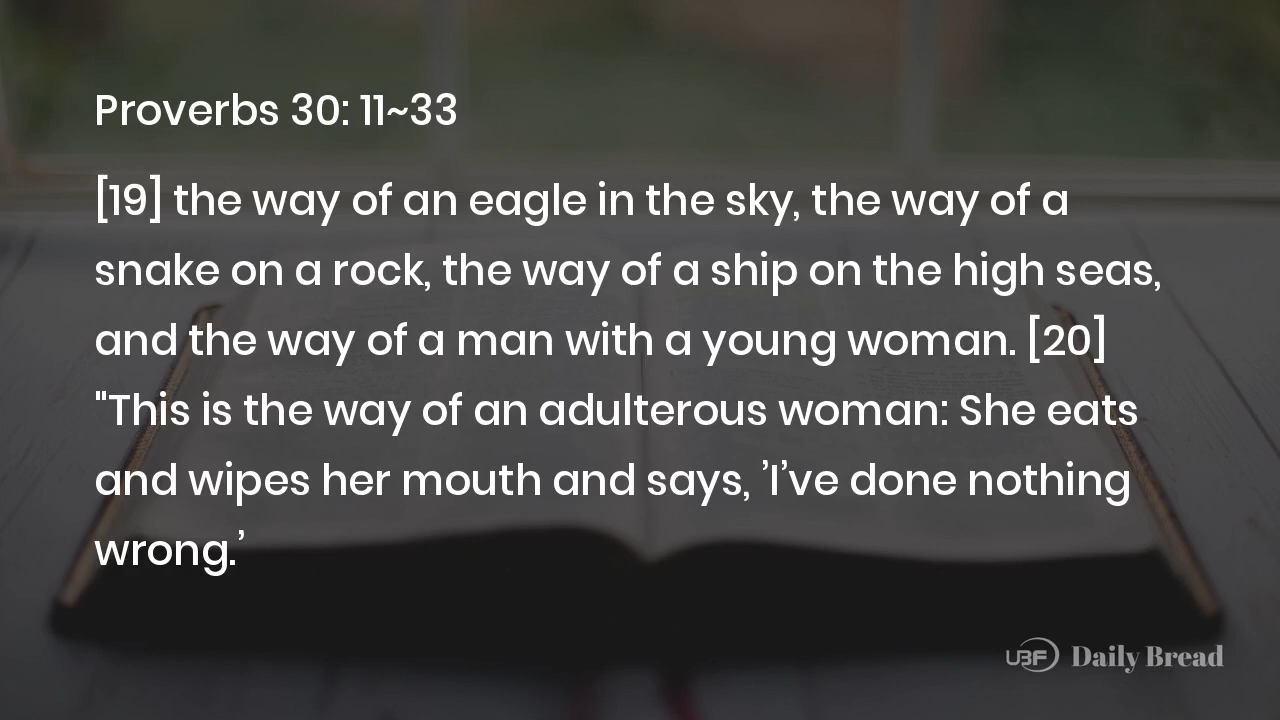 Proverbs 30: 11~33
[19] the way of an eagle in the sky, the way of a
snake on a rock, the way of a ship on the high seas,
and the way of a man with a young woman. [20]
"This is the way of an adulterous woman: She eats
and wipes her mouth and says, ’I’ve done nothing
wrong.’
UBF Daily Bread